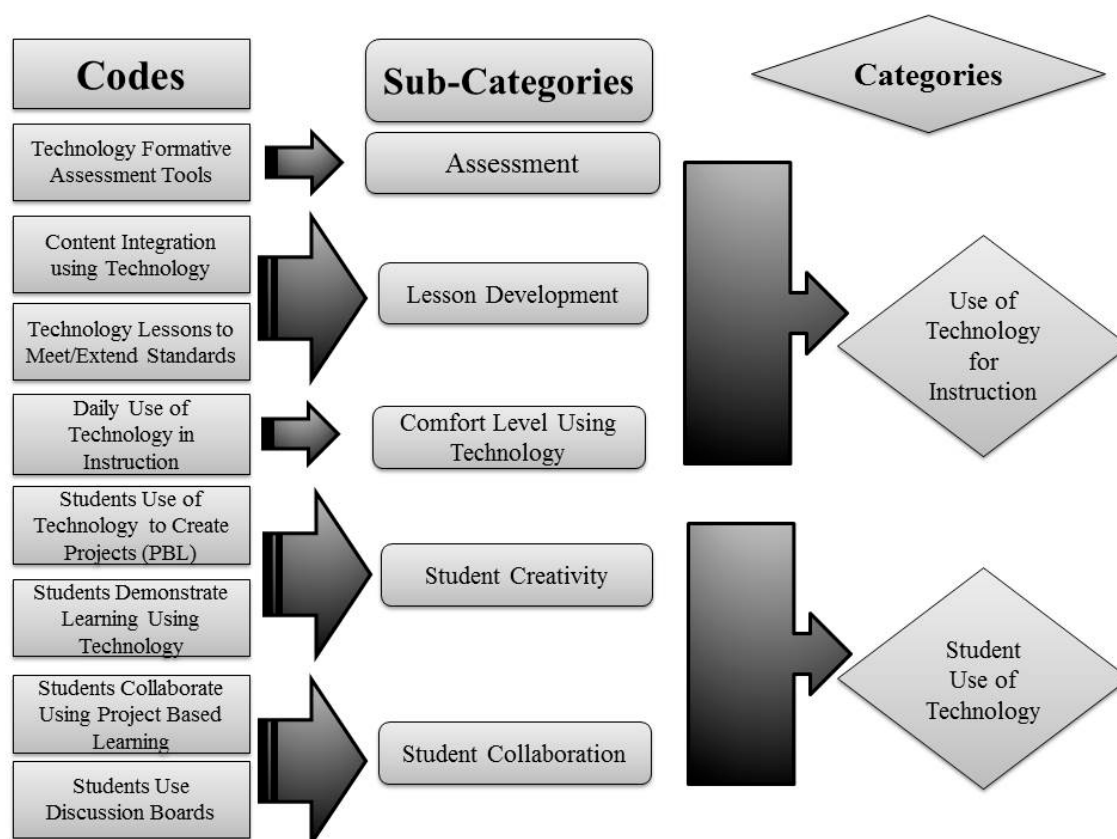 Codes
Sub-Categories
Categories
Technology Formative
Assessment Tools
Assessment
Content Integration
using Technology
Technology Lessons to
Meet/Extend Standards
Lesson Development
Use of
Technology
for
Instruction
Daily Use of
Technology in
Instruction
Comfort Level Using
Technology
Students Use of
Technology to Create
Projects (PBL)
Students Demonstrate
Learning Using
Technology
Student Creativity
Student
Use of
Technology
Students Collaborate
Using Project Based
Learning
Students Use
Discussion Boards
Student Collaboration